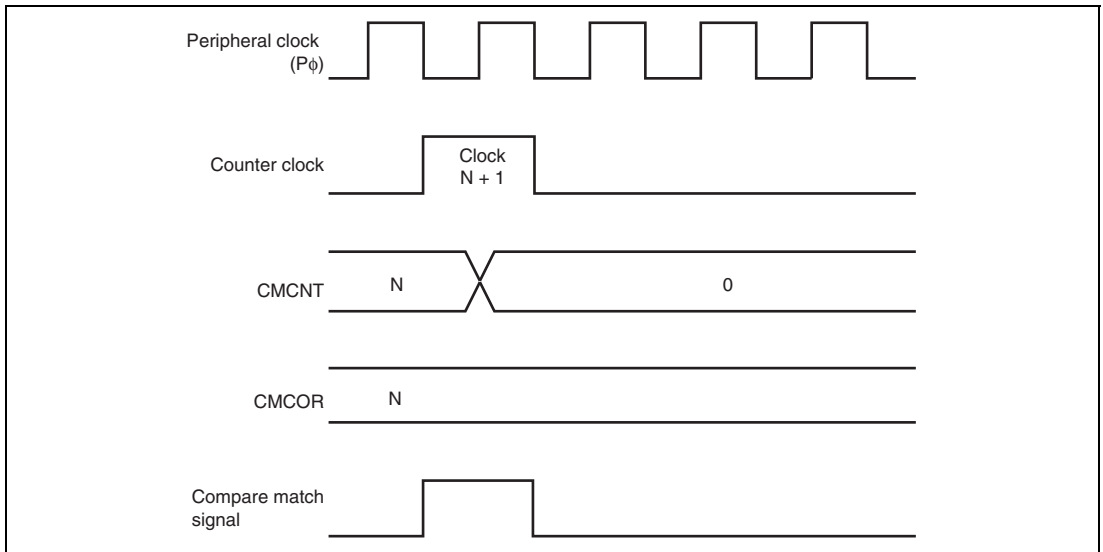 Peripheral clock
(Pϕ)
Counter clock
Clock
N + 1
CMCNT
N
0
CMCOR
N
Compare match
signal